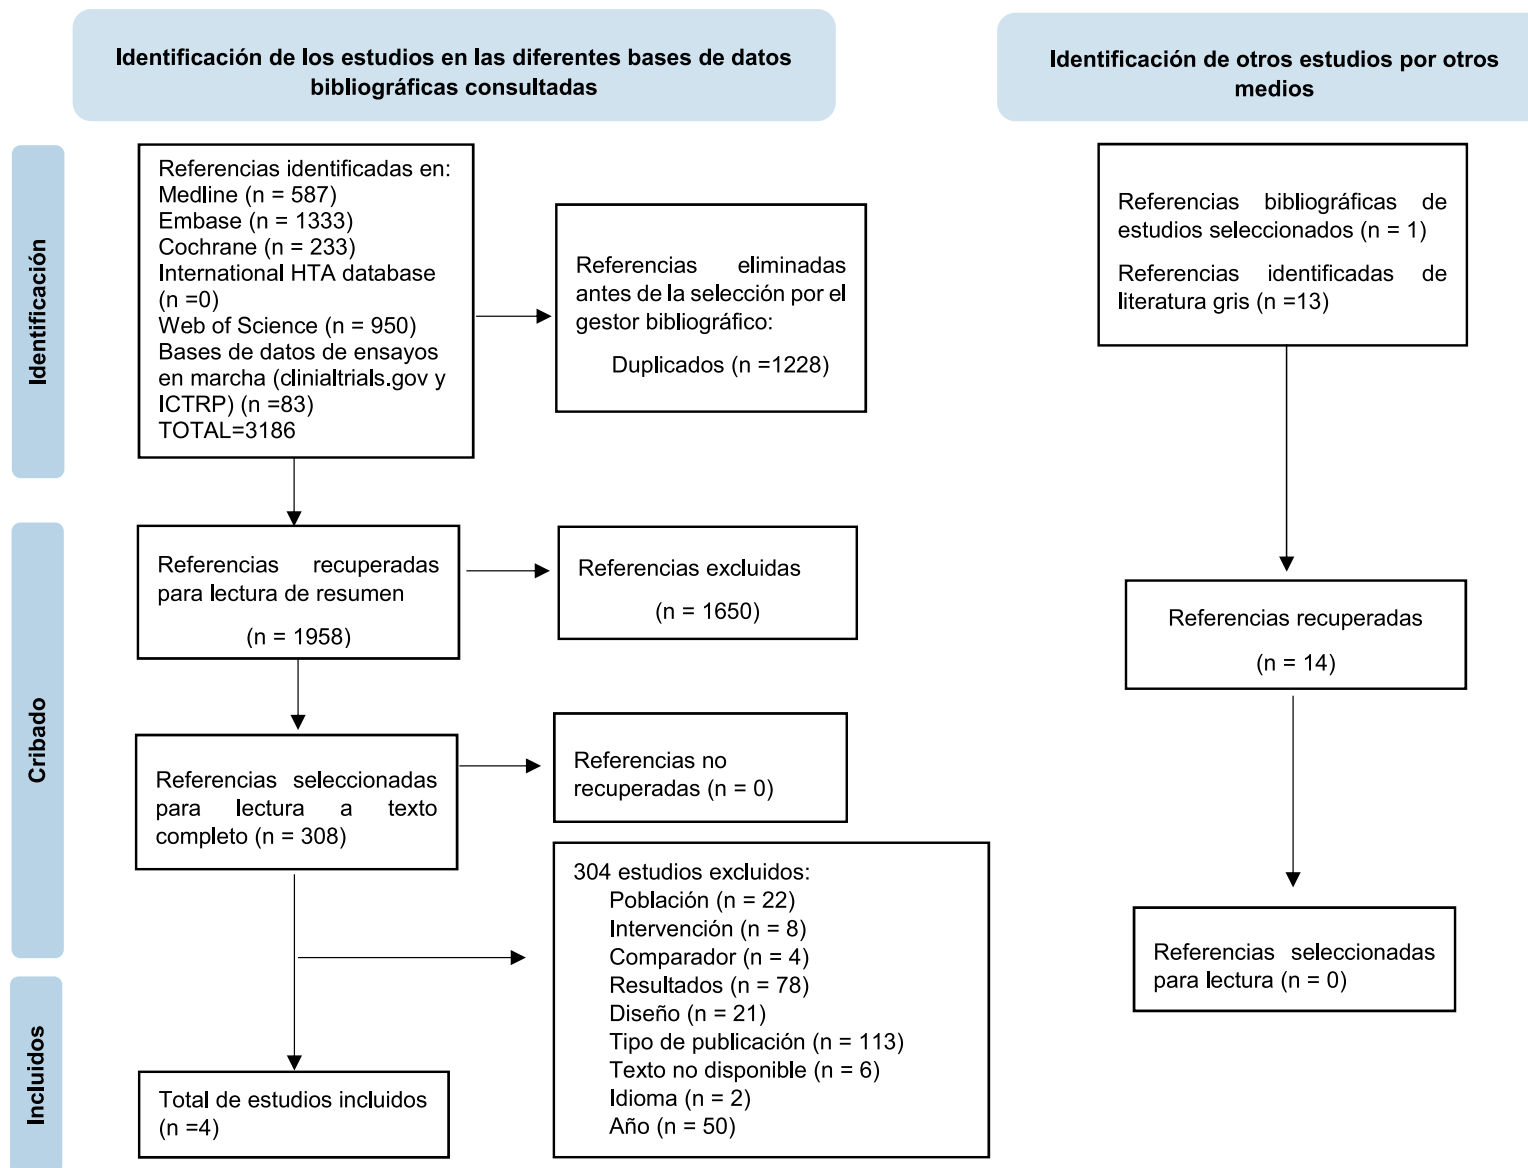 Identificación de los estudios en las diferentes bases de datos
bibliográficas consultadas
Identificación de otros estudios por otros
medios
Identificación
Referencias identificadas en:
Medline (n = 587)
Embase (n = 1333)
Cochrane (n = 233)
International HTA database
(n =0)
Web of Science (n = 950)
Bases de datos de ensayos
en marcha (clinialtrials.gov y
ICTRP) (n =83)
TOTAL=3186
Referencias eliminadas
antes de la selección por el
gestor bibliográfico:
Duplicados (n =1228)
Referencias bibliográficas de
estudios seleccionados (n = 1)
Referencias identificadas de
literatura gris (n =13)
Cribado
Referencias recuperadas
para lectura de resumen
(n = 1958)
Referencias excluidas
(n = 1650)
Referencias recuperadas
(n = 14)
Referencias seleccionadas
para lectura a texto
completo (n = 308)
Referencias no
recuperadas (n = 0)
304 estudios excluidos:
Población (n = 22)
Intervención (n = 8)
Comparador (n = 4)
Resultados (n = 78)
Diseño (n = 21)
Tipo de publicación (n = 113)
Texto no disponible (n = 6)
Idioma (n = 2)
Año (n = 50)
Referencias seleccionadas
para lectura (n = 0)
Incluidos
Total de estudios incluidos
(n =4)